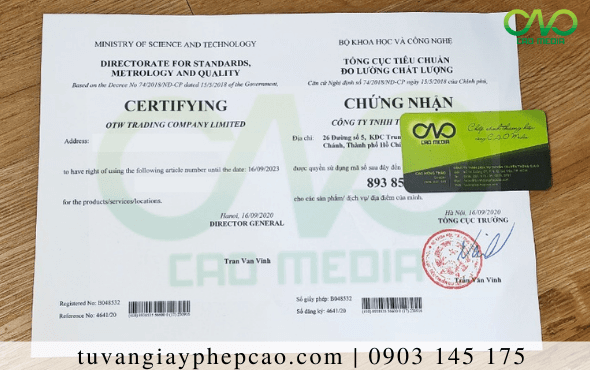 CAO MEDIA
MINISTRY OF SCIENCE AND TECHNOLOGY
DIRECTORATE FOR STANDARDS,
METROLOGY AND QUALITY
Based on the Decree No 74/2018/ND-CP dated 15/5/2018 of the Government,
CERTIFYING
OTW TRADING COMPANY LIMITED
Address:
to have right of using the following article number until the date: 16/09/2023
for the products/services/locations.
Hanoi, 16/09/2020
DIRECTOR GENERAL
Tran Van Vinh
Registered No: B048332
Reference No: 4641/20
BỘ KHOA HỌC VÀ CÔNG NGHỆ
TỔNG CỤC TIÊU CHUẨN
ĐO LƯỜNG CHẤT LƯỢNG
Căn cứ Nghị định số 74/2018/NĐ-CP ngày 15/5/2018 của Chính phủ,
CHỨNG NHẬN
CÔNG TY TNHH
Địa chỉ: 26 Đường số 5, KDC Trung
Chánh, Thành phố Hồ Chí
được quyền sử dụng mã số sau đây đến
893 85
cho các sản phẩm/ dịch vụ/ địa điểm của mình.
Hà Nội, 16/09/2020
TỔNG CỤC TRƯỞNG
Trần Văn Vinh
Số giấy phép: B048332
Số đăng ký: 4641/20
CAO MEDIA
CAO MEDIA
tuvangiayphepcao.com | 0903 145 175